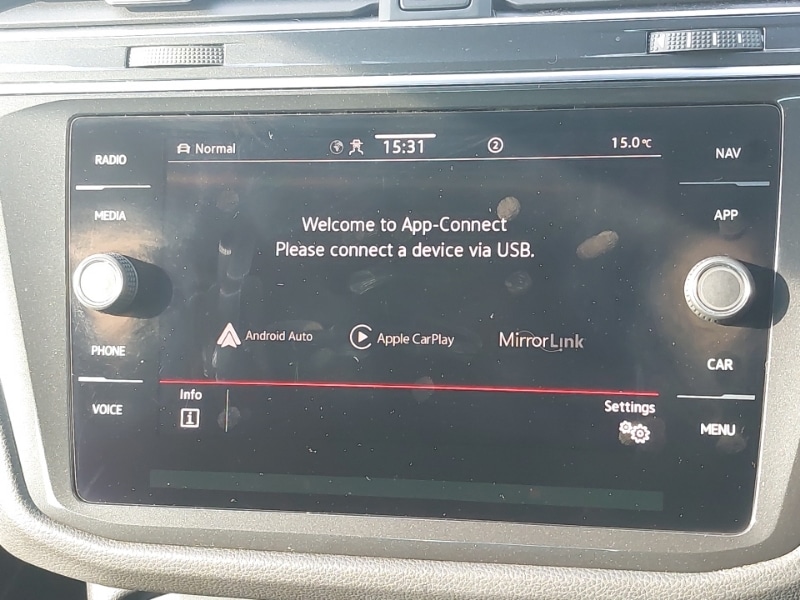 RADIO
MEDIA
PHONE
VOICE
Normal
15:31
2
15.0°C
Welcome to App-Connect
Please connect a device via USB.
Android Auto
Apple CarPlay
MirrorLink
Info
i
Settings
NAV
APP
CAR
MENU